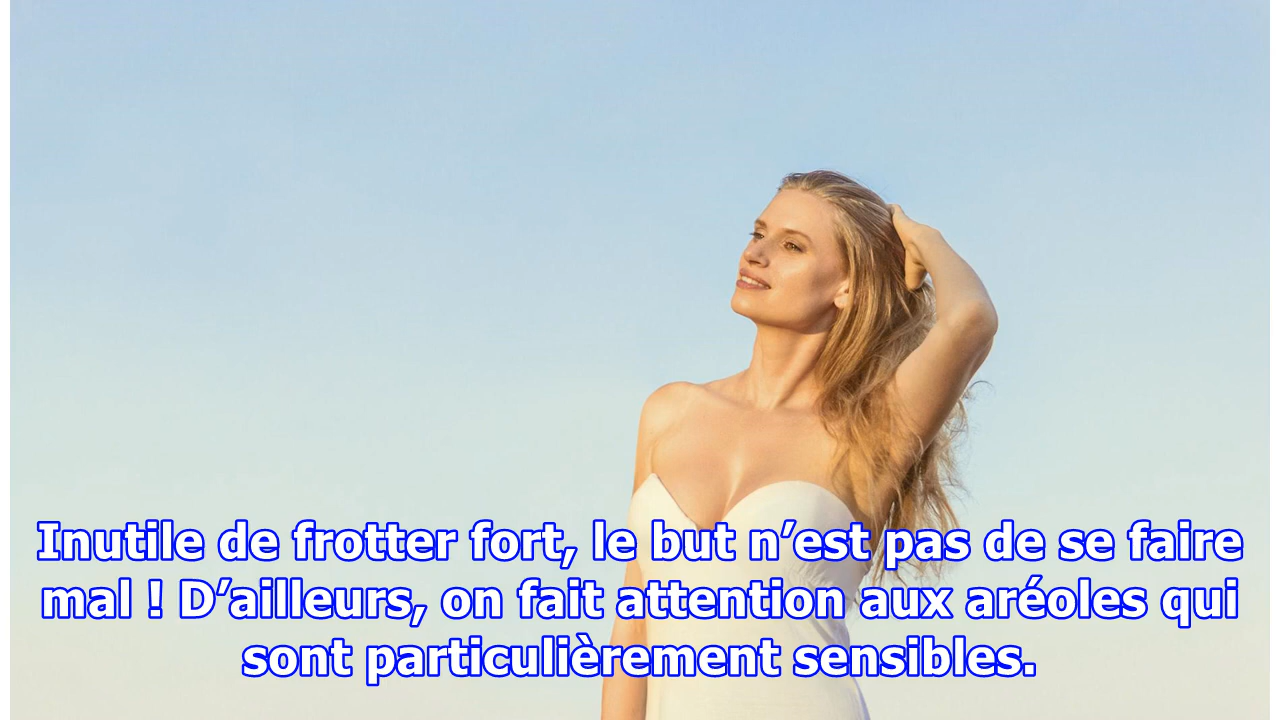 Inutile de frotter fort, le but n’est pas de se faire
mal ! D’ailleurs, on fait attention aux aréoles qui
sont particulièrement sensibles.